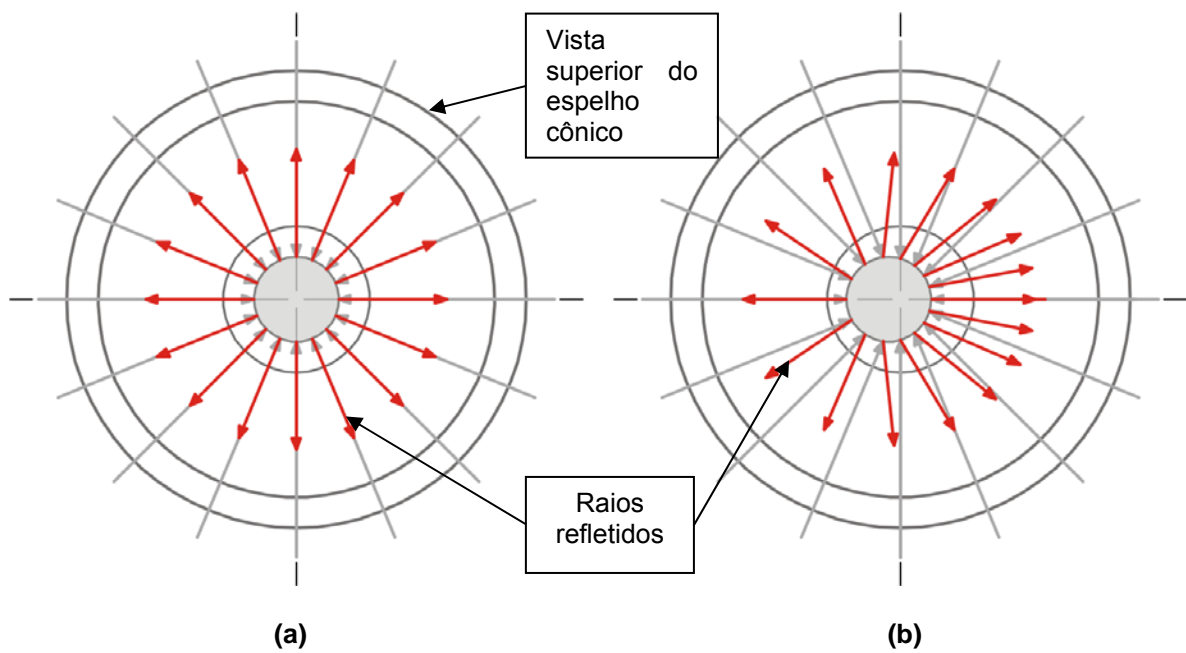 Vista
superior do
espelho
cônico
Raios
refletidos
(a)
(b)